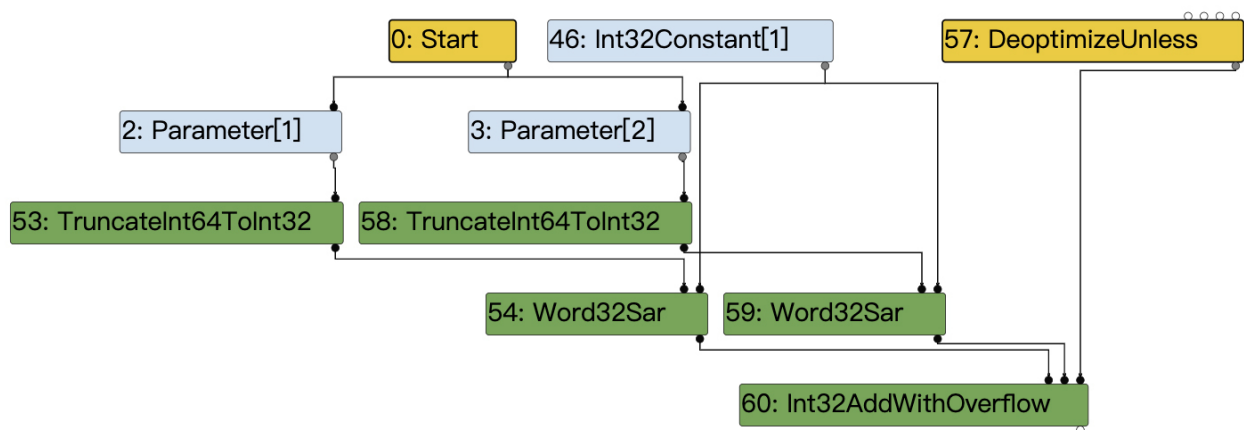 0: Start
46: Int32Constant[1]
57: DeoptimizeUnless
2: Parameter[1]
3: Parameter[2]
53: TruncateInt64ToInt32
58: TruncateInt64ToInt32
54: Word32Sar
59: Word32Sar
60: Int32AddWithOverflow